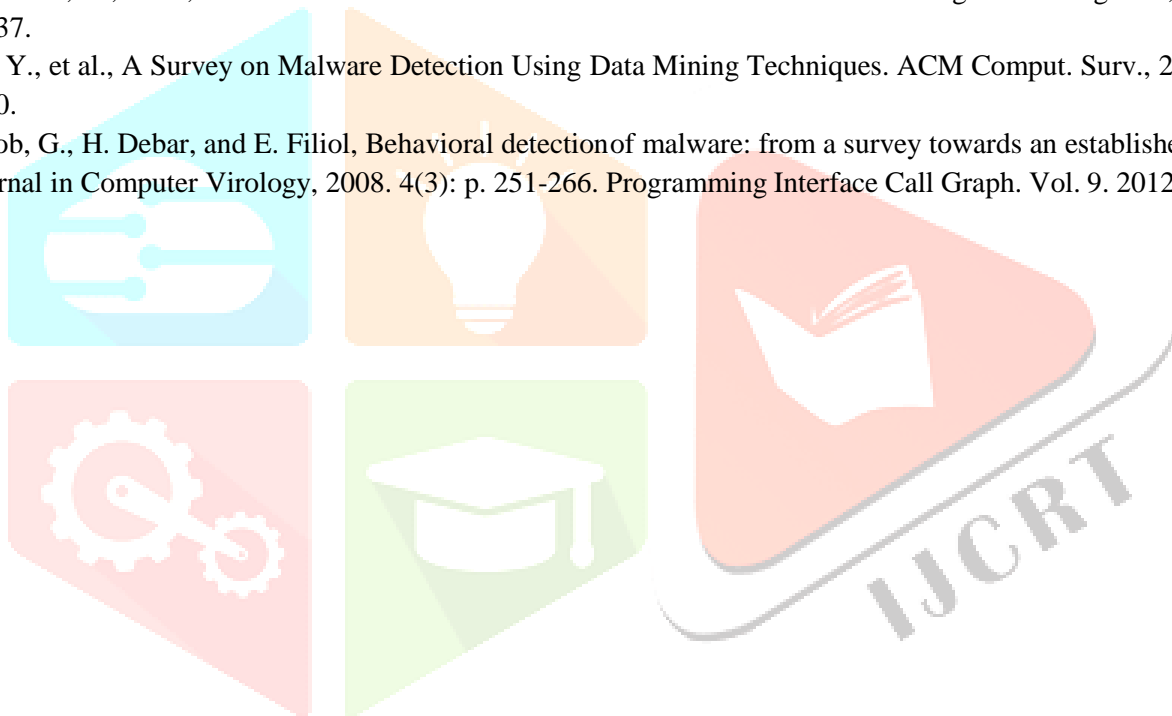 37.
Y., et al., A Survey on Malware Detection Using Data Mining Techniques. ACM Comput. Surv., 2
0.
ob, G., H. Debar, and E. Filiol, Behavioral detectionof malware: from a survey towards an establishe
rnal in Computer Virology, 2008. 4(3): p. 251-266. Programming Interface Call Graph. Vol. 9. 2012
IJCRT